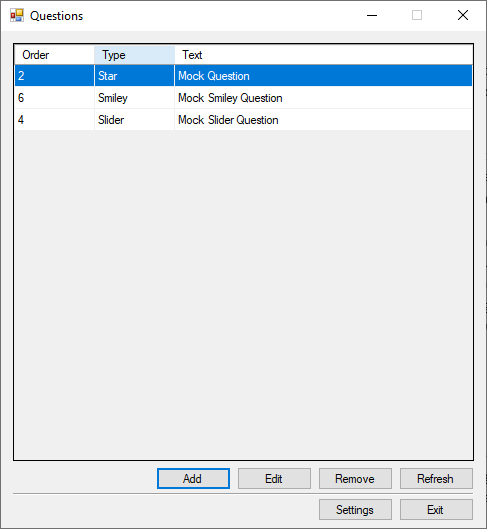 Questions
Order Type Text
2 Star Mock Question
6 Smiley Mock Smiley Question
4 Slider Mock Slider Question
Add Edit Remove Refresh
Settings Exit